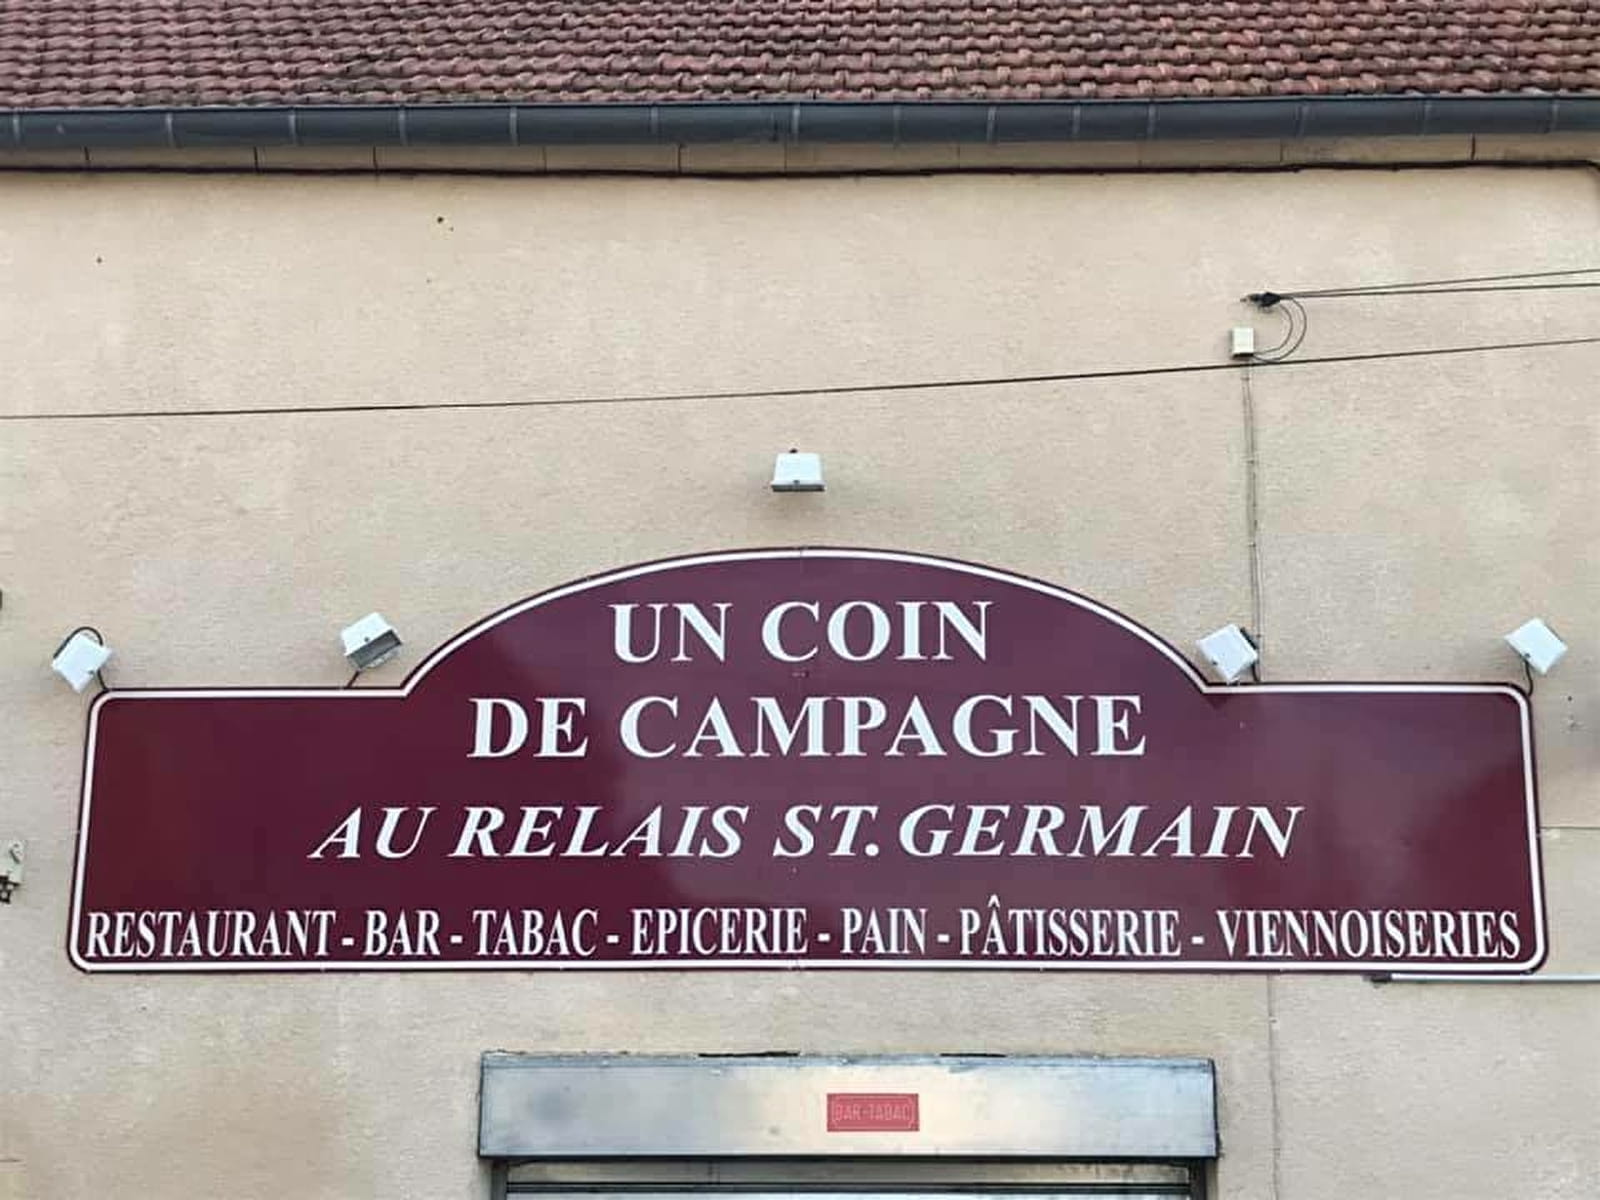 UN COIN
DE CAMPAGNE
AU RELAIS ST. GERMAIN
RESTAURANT - BAR - TABAC - EPICERIE - PAIN - PÂTISSERIE - VIENNOISERIES
BAR-TABAC